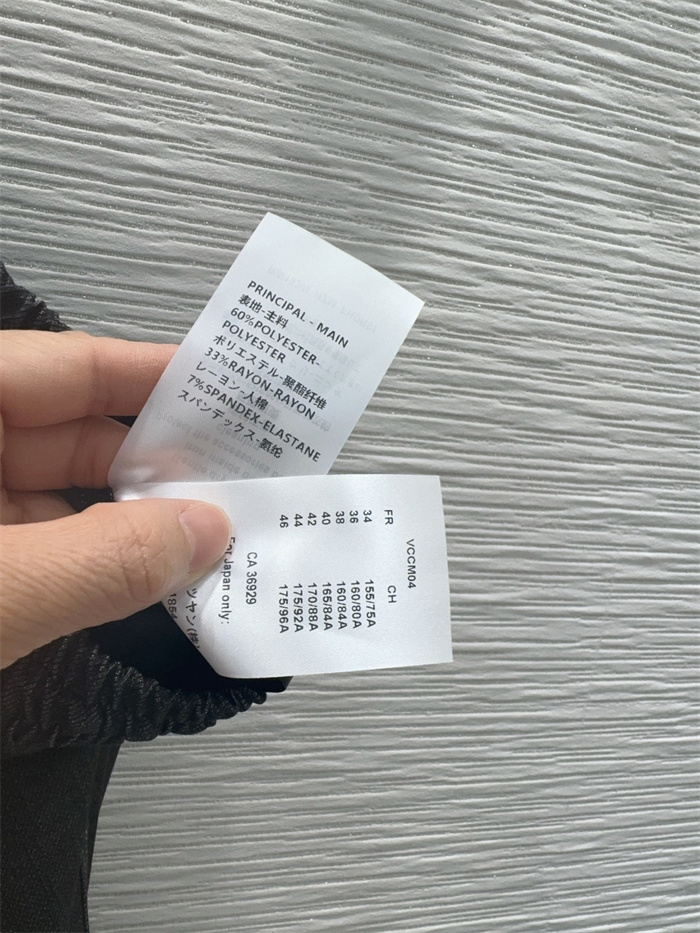 PRINCIPAL - MAIN
表地-主料
60%POLYESTER-
POLYESTER
ポリエステル-聚酯纤维
33%RAYON-RAYON
レーヨン-人棉
7%SPANDEX-ELASTANE
スパンデックス-氨纶
VCCM04
FR CH
34 155/75A
36 160/80A
38 160/84A
40 165/84A
42 170/88A
44 175/92A
46 175/96A
CA 36929
For Japan only: